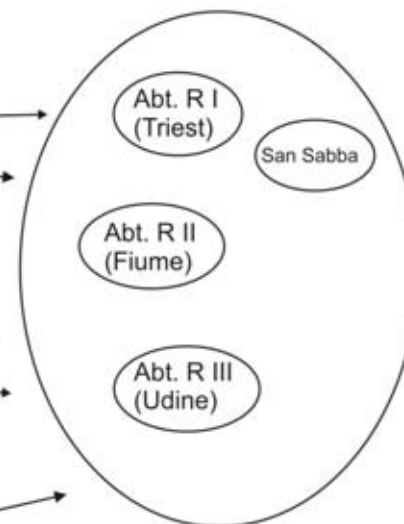 Abt. R I
(Triest)
San Sabba
Abt. R II
(Fiume)
Abt. R III
(Udine)